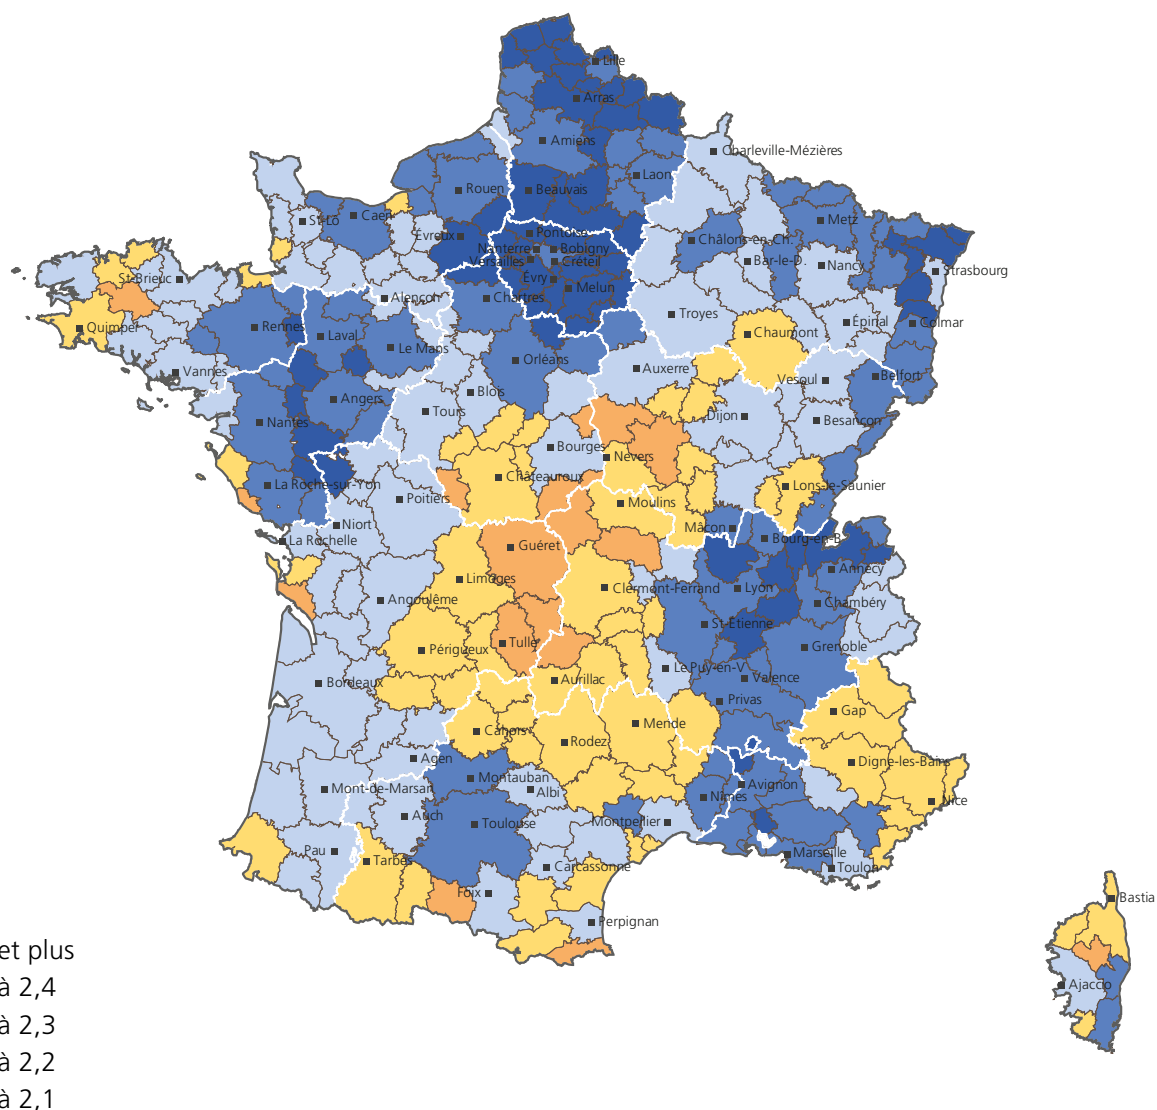 Lille
Arras
Amiens
Charleville-Mézières
Laon
Rouen
Beauvais
St-Lô
Caen
Metz
Évreux
Pontoise
Châlons-en-Ch.
Nanterre
Bobigny
Versailles
Créteil
Bar-le-D.
Nancy
Strasbourg
St-Brieuc
Évry
Melun
Alençon
Chartres
Troyes
Épinal
Colmar
Quimper
Rennes
Laval
Chaumont
Le Mans
Orléans
Auxerre
Vannes
Vesoul
Belfort
Blois
Angers
Tours
Dijon
Besançon
Nantes
Bourges
Nevers
Châteauroux
La Roche-sur-Yon
Lons-le-Saunier
Poitiers
Moulins
Niort
Mâcon
La Rochelle
Bourg-en-B.
Guéret
Annecy
Limoges
Clermont-Ferrand
Lyon
Angoulême
Chambéry
St-Étienne
Tulle
Périgueux
Grenoble
Le Puy-en-V.
Bordeaux
Aurillac
Valence
Privas
Gap
Mende
Cahors
Rodez
Agen
Digne-les-Bains
Montauban
Mont-de-Marsan
Albi
Avignon
Nîmes
Nice
Auch
Toulouse
Montpellier
Pau
Tarbes
Marseille
Carcassonne
Toulon
Foix
Bastia
Perpignan
et plus
à 2,4
Ajaccio
à 2,3
à 2,2
à 2,1